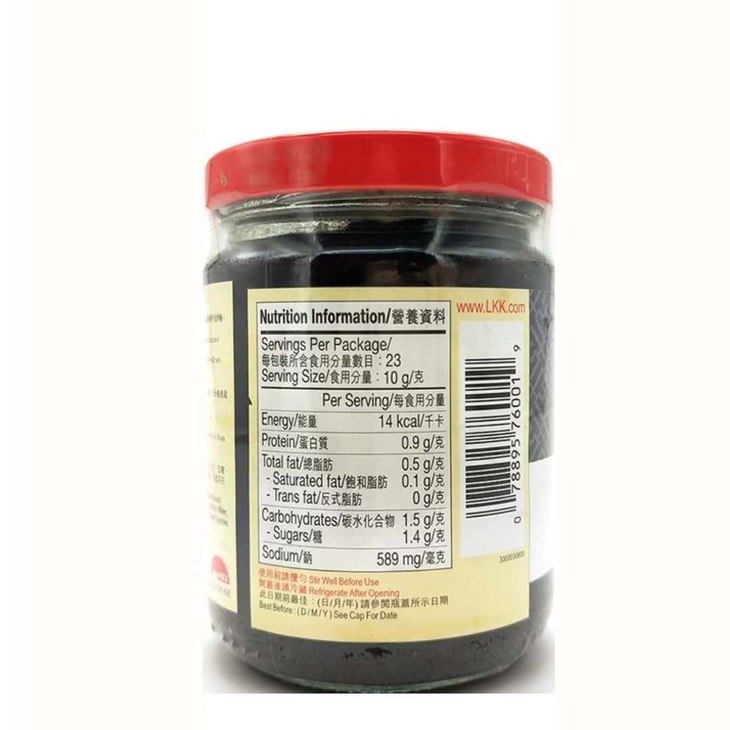 Nutrition Information/營養資料
Servings Per Package/
每包裝所含食用分量數目：23
Serving Size/食用分量：10 g/克
Per Serving/每食用分量
Energy/能量 14 kcal/千卡
Protein/蛋白質 0.9 g/克
Total fat/總脂肪 0.5 g/克
- Saturated fat/飽和脂肪 0.1 g/克
- Trans fat/反式脂肪 0 g/克
Carbohydrates/碳水化合物 1.5 g/克
- Sugars/糖 1.4 g/克
Sodium/鈉 589 mg/毫克
使用前請攪勻 Stir Well Before Use
開蓋後請冷藏 Refrigerate After Opening
此日期前最佳：(日/月/年) 請參閱瓶蓋所示日期
Best Before : (D/M/Y) See Cap For Date
www.LKK.com
0 78895 76001 9